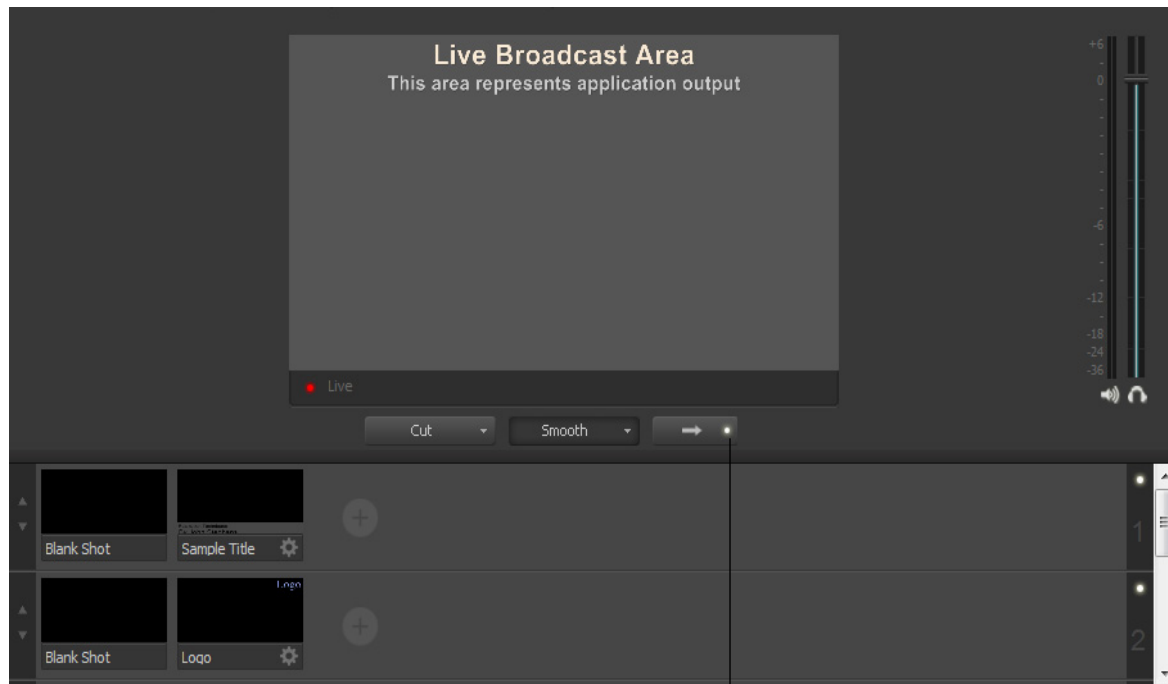 Live Broadcast Area
This area represents application output
+6
0
-6
-12
-18
-24
-36
Live
Cut
Smooth
Blank Shot
Sample Title
1
Logo
Blank Shot
Logo
2